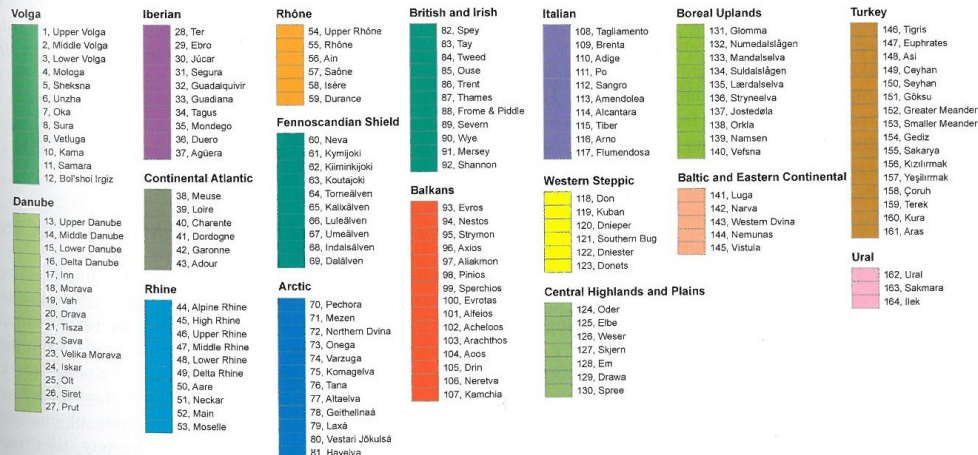 Volga
1, Upper Volga
2, Middle Volga
3, Lower Volga
4, Mologa
5, Sheksna
6, Unzha
7, Oka
8, Sura
9, Vetluga
10, Kama
11, Samara
12, Bol'shoi Irgiz
Danube
13, Upper Danube
14, Middle Danube
15, Lower Danube
16, Delta Danube
17, Inn
18, Morava
19, Vah
20, Drava
21, Tisza
22, Sava
23, Velika Morava
24, Iskar
25, Olt
26, Siret
27, Prut
Iberian
28, Ter
29, Ebro
30, Júcar
31, Segura
32, Guadalquivir
33, Guadiana
34, Tagus
35, Mondego
36, Duero
37, Agüera
Continental Atlantic
38, Meuse
39, Loire
40, Charente
41, Dordogne
42, Garonne
43, Adour
Rhine
44, Alpine Rhine
45, High Rhine
46, Upper Rhine
47, Middle Rhine
48, Lower Rhine
49, Delta Rhine
50, Aare
51, Neckar
52, Main
53, Moselle
Rhône
54, Upper Rhône
55, Rhône
56, Ain
57, Saône
58, Isère
59, Durance
Fennoscandian Shield
60, Neva
61, Kymijoki
62, Kiiminkijoki
63, Koutajoki
64, Torneälven
65, Kalixälven
66, Luleälven
67, Umeälven
68, Indalsälven
69, Dalälven
Arctic
70, Pechora
71, Mezen
72, Northern Dvina
73, Onega
74, Varzuga
75, Komagelva
76, Tana
77, Altaelva
78, Geithellnaá
79, Laxá
80, Vestari Jökulsá
81, Bayelva
British and Irish
82, Spey
83, Tay
84, Tweed
85, Ouse
86, Trent
87, Thames
88, Frome & Piddle
89, Severn
90, Wye
91, Mersey
92, Shannon
Balkans
93, Evros
94, Nestos
95, Strymon
96, Axios
97, Aliakmon
98, Pinios
99, Sperchios
100, Evrotas
101, Alfeios
102, Acheloos
103, Arachthos
104, Aoos
105, Drin
106, Neretva
107, Kamchia
Italian
108, Tagliamento
109, Brenta
110, Adige
111, Po
112, Sangro
113, Amendolea
114, Alcantara
115, Tiber
116, Arno
117, Flumendosa
Western Steppic
118, Don
119, Kuban
120, Dnieper
121, Southern Bug
122, Dniester
123, Donets
Central Highlands and Plains
124, Oder
125, Elbe
126, Weser
127, Skjern
128, Em
129, Drawa
130, Spree
Boreal Uplands
131, Glomma
132, Numedalslågen
133, Mandalselva
134, Suldalslågen
135, Lærdalselva
136, Stryneelva
137, Jostedøla
138, Orkla
139, Namsen
140, Vefsna
Baltic and Eastern Continental
141, Luga
142, Narva
143, Western Dvina
144, Nemunas
145, Vistula
Turkey
146, Tigris
147, Euphrates
148, Asi
149, Ceyhan
150, Seyhan
151, Göksu
152, Greater Meander
153, Smaller Meander
154, Gediz
155, Sakarya
156, Kızılırmak
157, Yeşilırmak
158, Çoruh
159, Terek
160, Kura
161, Aras
Ural
162, Ural
163, Sakmara
164, Ilek